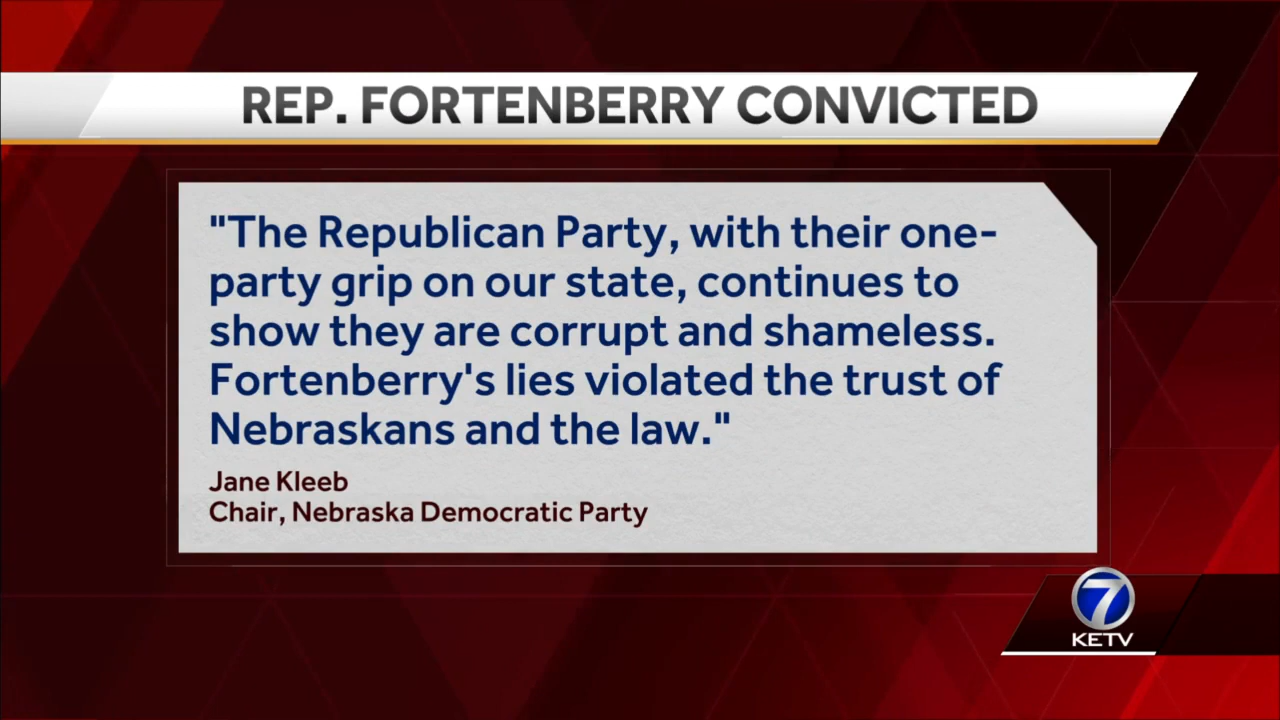 REP. FORTENBERRY CONVICTED
"The Republican Party, with their one-
party grip on our state, continues to
show they are corrupt and shameless.
Fortenberry's lies violated the trust of
Nebraskans and the law."
Jane Kleeb
Chair, Nebraska Democratic Party
7
KETV